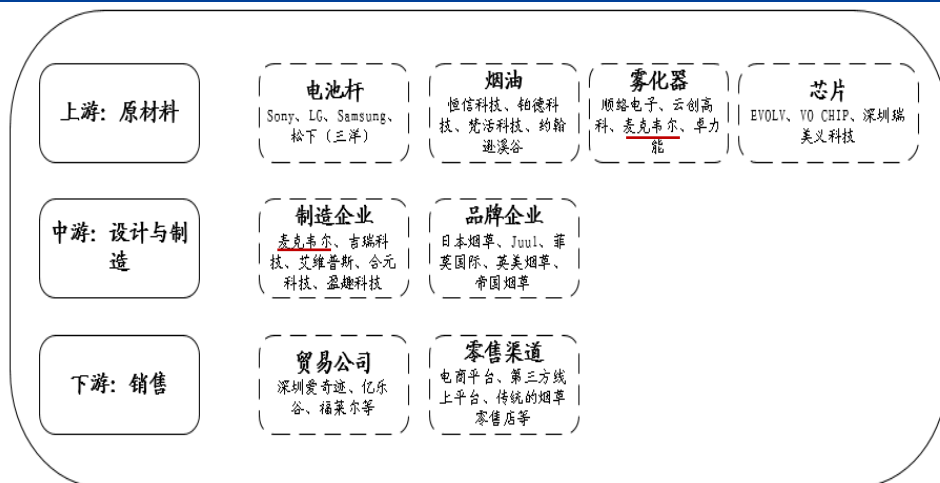 上游：原材料
电池杆
Sony、LG、Samsung、
松下（三洋）
烟油
恒信科技、铂德科
技、梵活科技、约翰
逊溪谷
雾化器
顺络电子、云创高
科、麦克韦尔、卓力
能
芯片
EVOLV、VO CHIP、深圳瑞
美义科技
中游：设计与制
造
制造企业
麦克韦尔、吉瑞科
技、艾维普斯、合元
科技、盈趣科技
品牌企业
日本烟草、Juul、菲
莫国际、英美烟草、
帝国烟草
下游：销售
贸易公司
深圳爱奇迹、亿乐
谷、福莱尔等
零售渠道
电商平台、第三方线
上平台、传统的烟草
零售店等